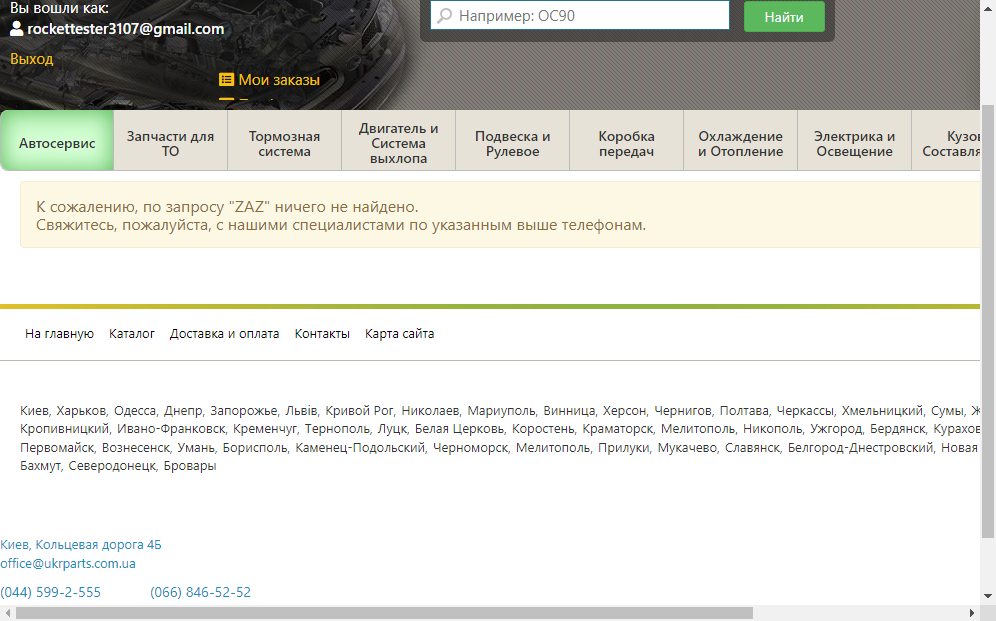 Вы вошли как:
rockettester3107@gmail.com
Выход
Мои заказы
Например: OC90
Найти
Автосервис
Запчасти для
ТО
Тормозная
система
Двигатель и
Система
выхлопа
Подвеска и
Рулевое
Коробка
передач
Охлаждение
и Отопление
Электрика и
Освещение
К сожалению, по запросу "ZAZ" ничего не найдено.
Свяжитесь, пожалуйста, с нашими специалистами по указанным выше телефонам.
На главную Каталог Доставка и оплата Контакты Карта сайта
Киев, Харьков, Одесса, Днепр, Запорожье, Львів, Кривой Рог, Николаев, Мариуполь, Винница, Херсон, Чернигов, Полтава, Черкассы, Хмельницкий, Сумы,
Кропивницкий, Ивано-Франковск, Кременчуг, Тернополь, Луцк, Белая Церковь, Коростень, Краматорск, Мелитополь, Никополь, Ужгород, Бердянск,
Первомайск, Вознесенск, Умань, Борисполь, Каменец-Подольский, Черноморск, Мелитополь, Прилуки, Мукачево, Славянск, Белгород-Днестровский, Новая
Бахмут, Северодонецк, Бровары
Киев, Кольцевая дорога 4Б
office@ukrparts.com.ua
(044) 599-2-555 (066) 846-52-52